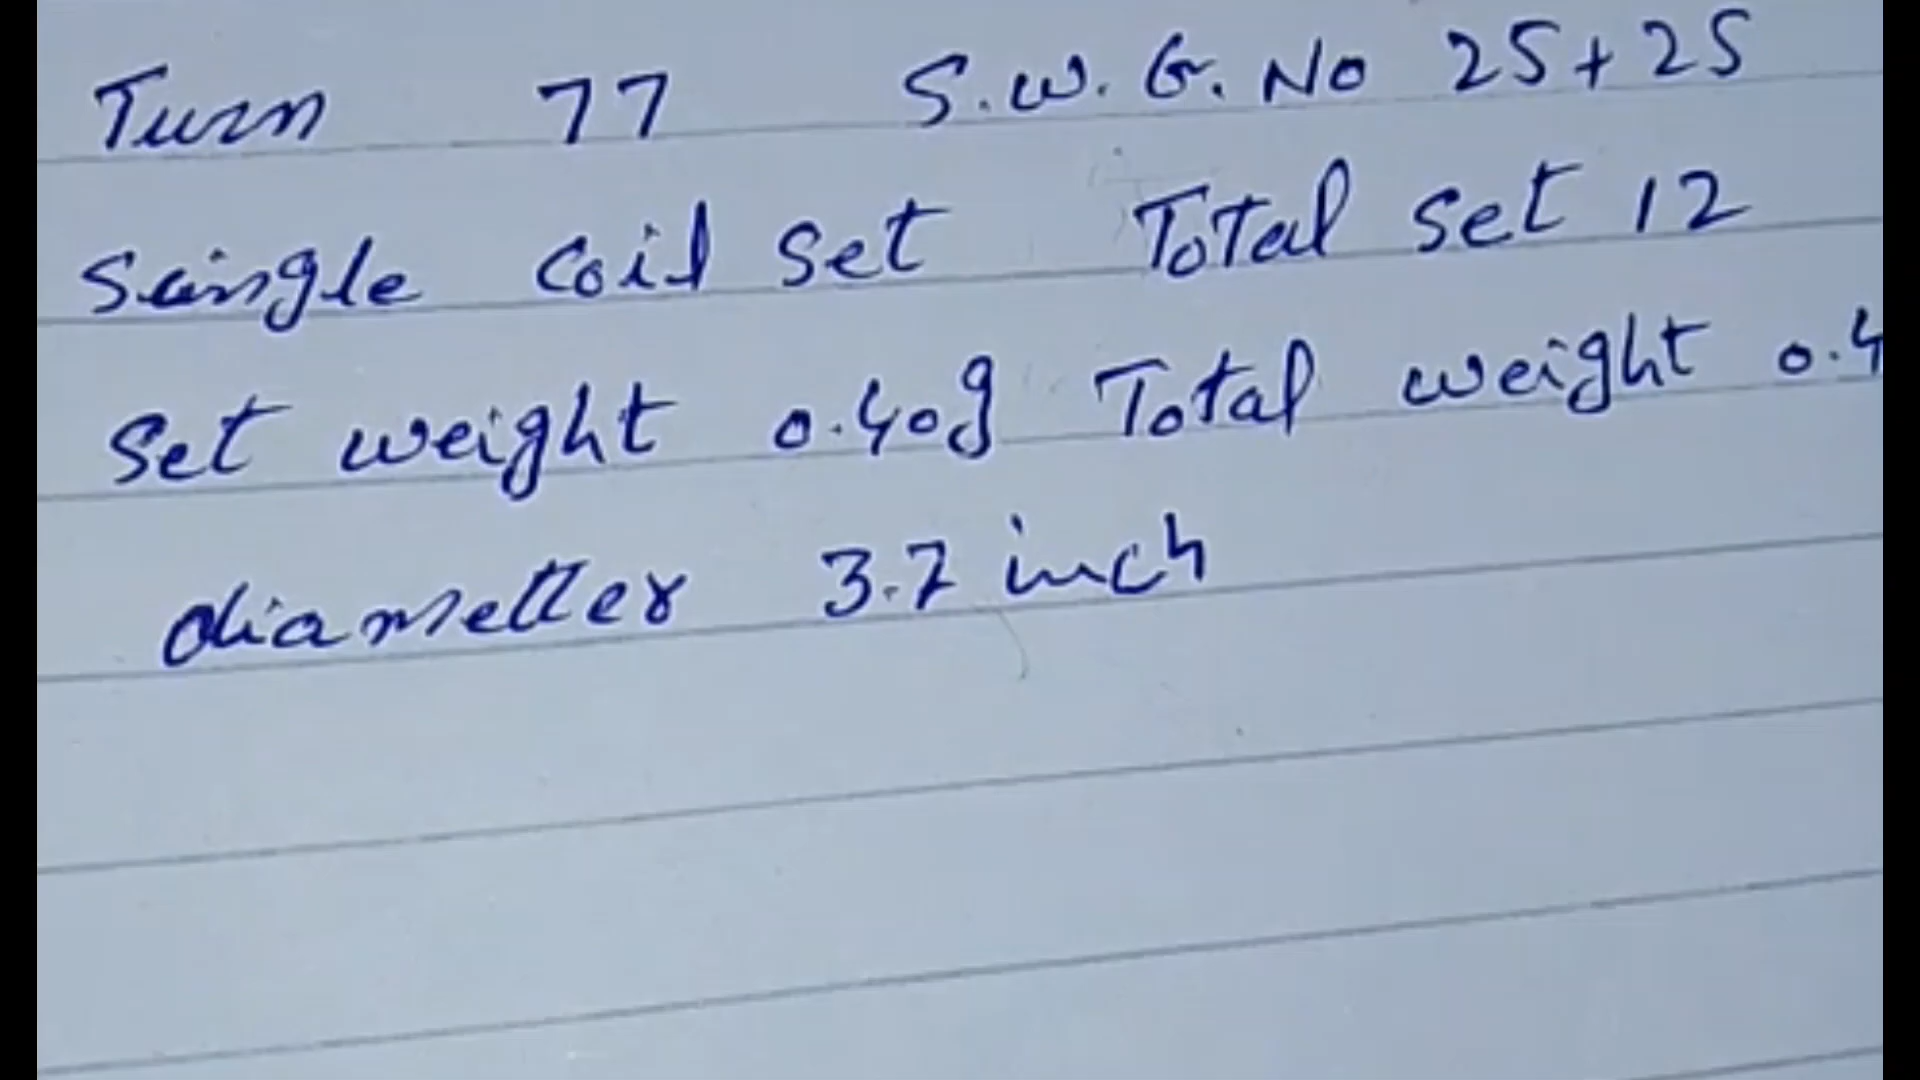 Turn 77 S.W.G. No 25+25
Saingle Coil Set Total set 12
Set weight 0.40g Total weight 0.4
diametter 3.7 inch